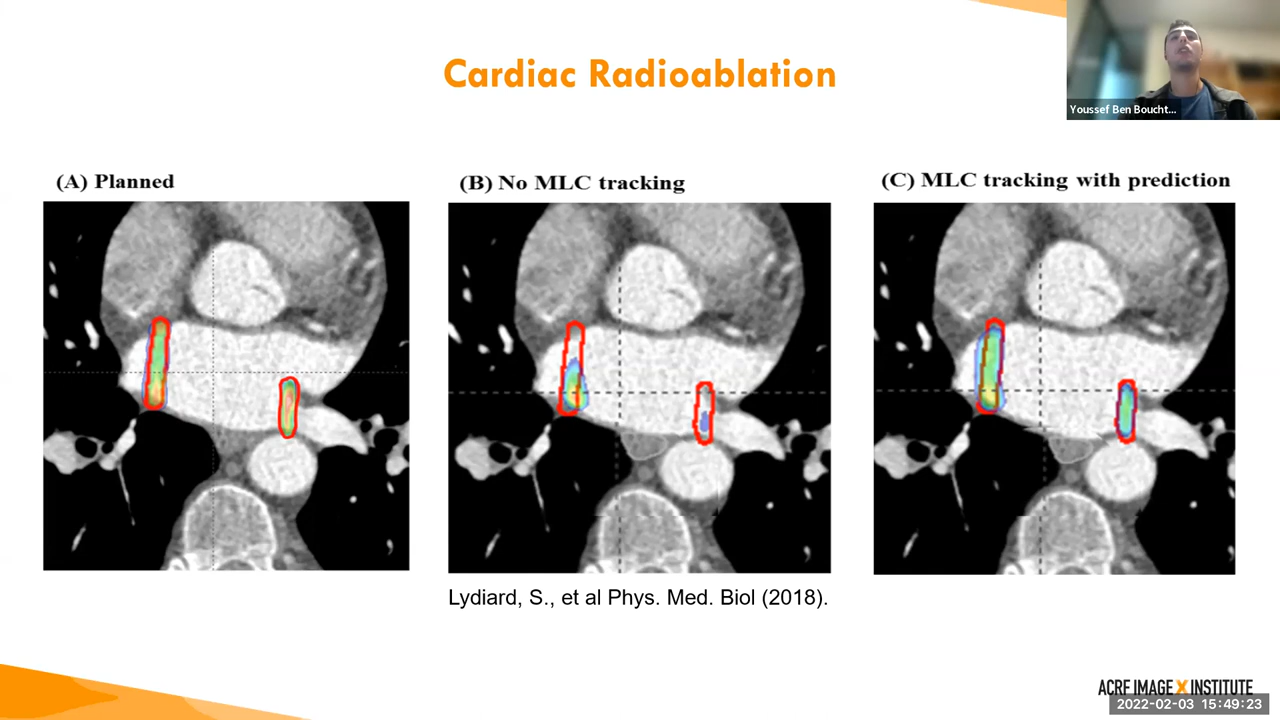 Cardiac Radioablation
Youssef Ben Boucht...
(A) Planned
(B) No MLC tracking
(C) MLC tracking with prediction
Lydiard, S., et al Phys. Med. Biol (2018).
ACRF IMAGE X INSTITUTE
2022-02-03 15:49:23